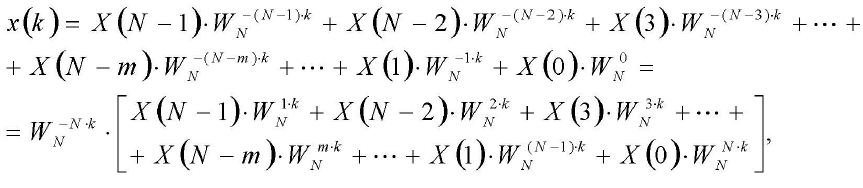 x(k) = X(N − 1)·W_N^{−(N−1)·k} + X(N − 2)·W_N^{−(N−2)·k} + X(3)·W_N^{−(N−3)·k} + ··· +
+ X(N − m)·W_N^{−(N−m)·k} + ··· + X(1)·W_N^{−1·k} + X(0)·W_N^{0} =
= W_N^{−N·k} · [ X(N − 1)·W_N^{1·k} + X(N − 2)·W_N^{2·k} + X(3)·W_N^{3·k} + ··· +
+ X(N − m)·W_N^{m·k} + ··· + X(1)·W_N^{(N−1)·k} + X(0)·W_N^{N·k} ],